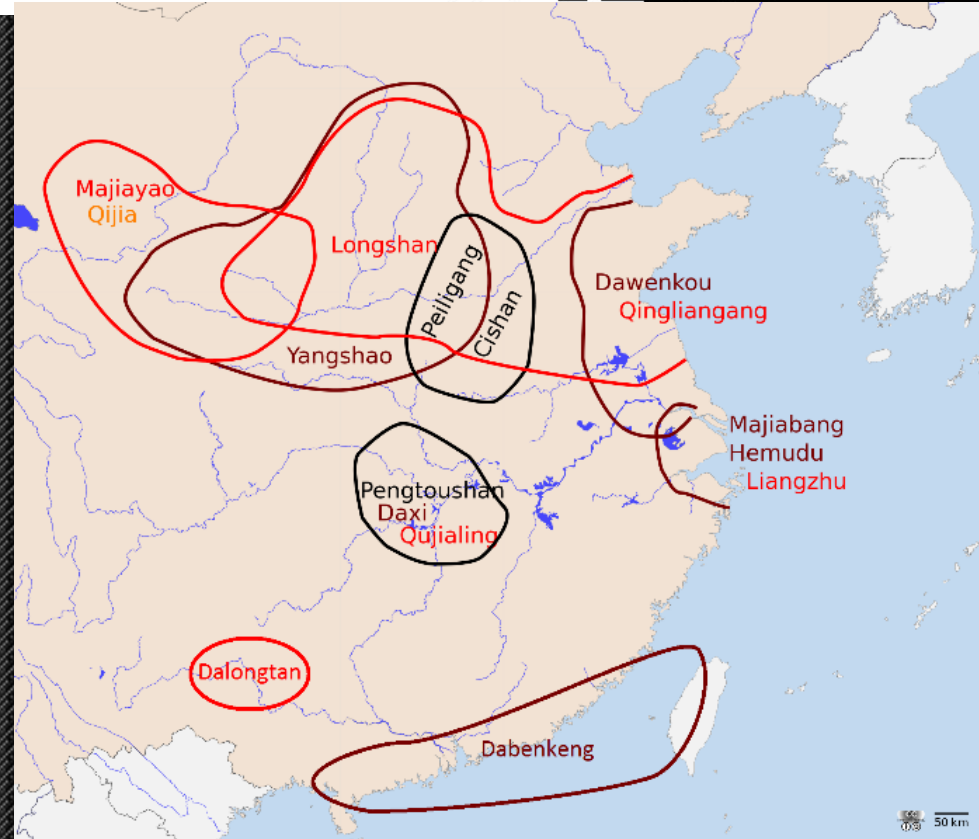 Majiayao
Qijia
Longshan
Peiligang
Cishan
Yangshao
Dawenkou
Qingliangang
Majiabang
Hemudu
Liangzhu
Pengtoushan
Daxi
Qujialing
Dalongtan
Dabenkeng
50 km